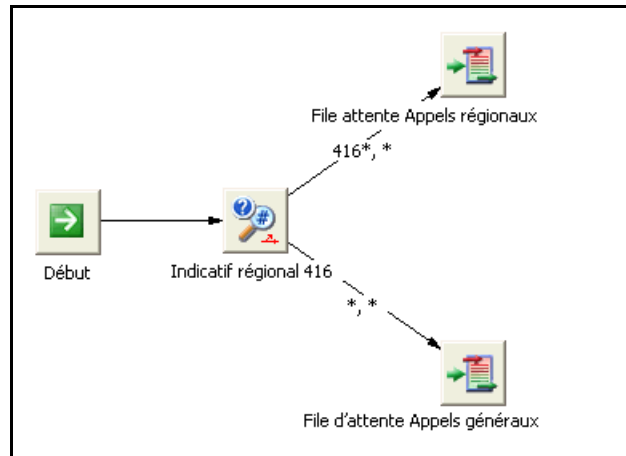 File attente Appels régionaux
416*, *
Début
Indicatif régional 416
*, *
File d'attente Appels généraux